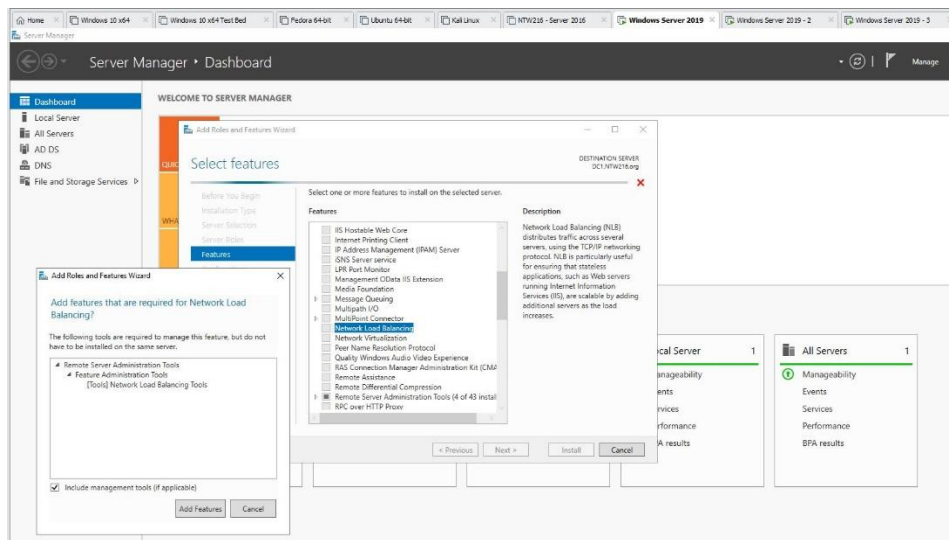 Home
Windows 10 x64
Windows 10 x64 Test Bed
Fedora 64-bit
Ubuntu 64-bit
Kali Linux
NTW216 - Server 2016
Windows Server 2019
Windows Server 2019 - 2
Windows Server 2019 - 3
Server Manager
Server Manager • Dashboard
Manage
Dashboard
Local Server
All Servers
AD DS
DNS
File and Storage Services
WELCOME TO SERVER MANAGER
QUIC
WHA
Add Roles and Features Wizard
Select features
DESTINATION SERVER
DC1.NTW216.org
Before You Begin
Installation Type
Server Selection
Server Roles
Features
Select one or more features to install on the selected server.
Features
IIS Hostable Web Core
Internet Printing Client
IP Address Management (IPAM) Server
iSNS Server service
LPR Port Monitor
Management OData IIS Extension
Media Foundation
Message Queuing
Multipath I/O
MultiPoint Connector
Network Load Balancing
Network Virtualization
Peer Name Resolution Protocol
Quality Windows Audio Video Experience
RAS Connection Manager Administration Kit (CMA
Remote Assistance
Remote Differential Compression
Remote Server Administration Tools (4 of 43 instal
RPC over HTTP Proxy
Description
Network Load Balancing (NLB)
distributes traffic across several
servers, using the TCP/IP networking
protocol. NLB is particularly useful
for ensuring that stateless
applications, such as Web servers
running Internet Information
Services (IIS), are scalable by adding
additional servers as the load
increases.
< Previous
Next >
Install
Cancel
Add Roles and Features Wizard
Add features that are required for Network Load
Balancing?
The following tools are required to manage this feature, but do not
have to be installed on the same server.
Remote Server Administration Tools
Feature Administration Tools
[Tools] Network Load Balancing Tools
Include management tools (if applicable)
Add Features
Cancel
cal Server 1
anageability
ents
rvices
rformance
A results
All Servers 1
Manageability
Events
Services
Performance
BPA results